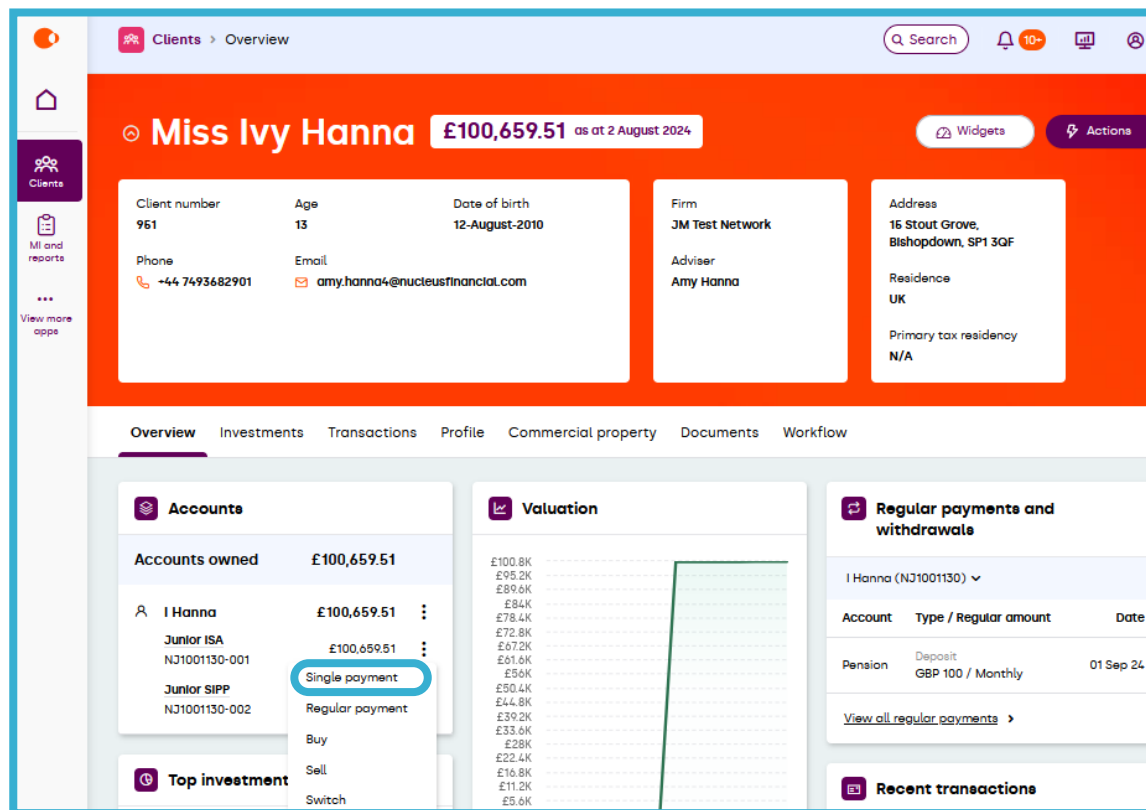 Clients > Overview
Search
10+
Clients
MI and
reports
View more
apps
Miss Ivy Hanna
£100,659.51 as at 2 August 2024
Widgets
Actions
Client number
951
Age
13
Date of birth
12-August-2010
Phone
+44 7493682901
Email
amy.hanna4@nucleusfinancial.com
Firm
JM Test Network
Adviser
Amy Hanna
Address
15 Stout Grove,
Bishopdown, SP1 3QF
Residence
UK
Primary tax residency
N/A
Overview Investments Transactions Profile Commercial property Documents Workflow
Accounts
Accounts owned £100,659.51
I Hanna £100,659.51
Junior ISA
NJ1001130-001
£100,659.51
Junior SIPP
NJ1001130-002
Single payment
Regular payment
Buy
Sell
Switch
Top investment
Valuation
£100.8K
£95.2K
£89.6K
£84K
£78.4K
£72.8K
£67.2K
£61.6K
£56K
£50.4K
£44.8K
£39.2K
£33.6K
£28K
£22.4K
£16.8K
£11.2K
£5.6K
Regular payments and
withdrawals
I Hanna (NJ1001130)
Account Type / Regular amount Date
Pension
Deposit
GBP 100 / Monthly
01 Sep 24
View all regular payments >
Recent transactions